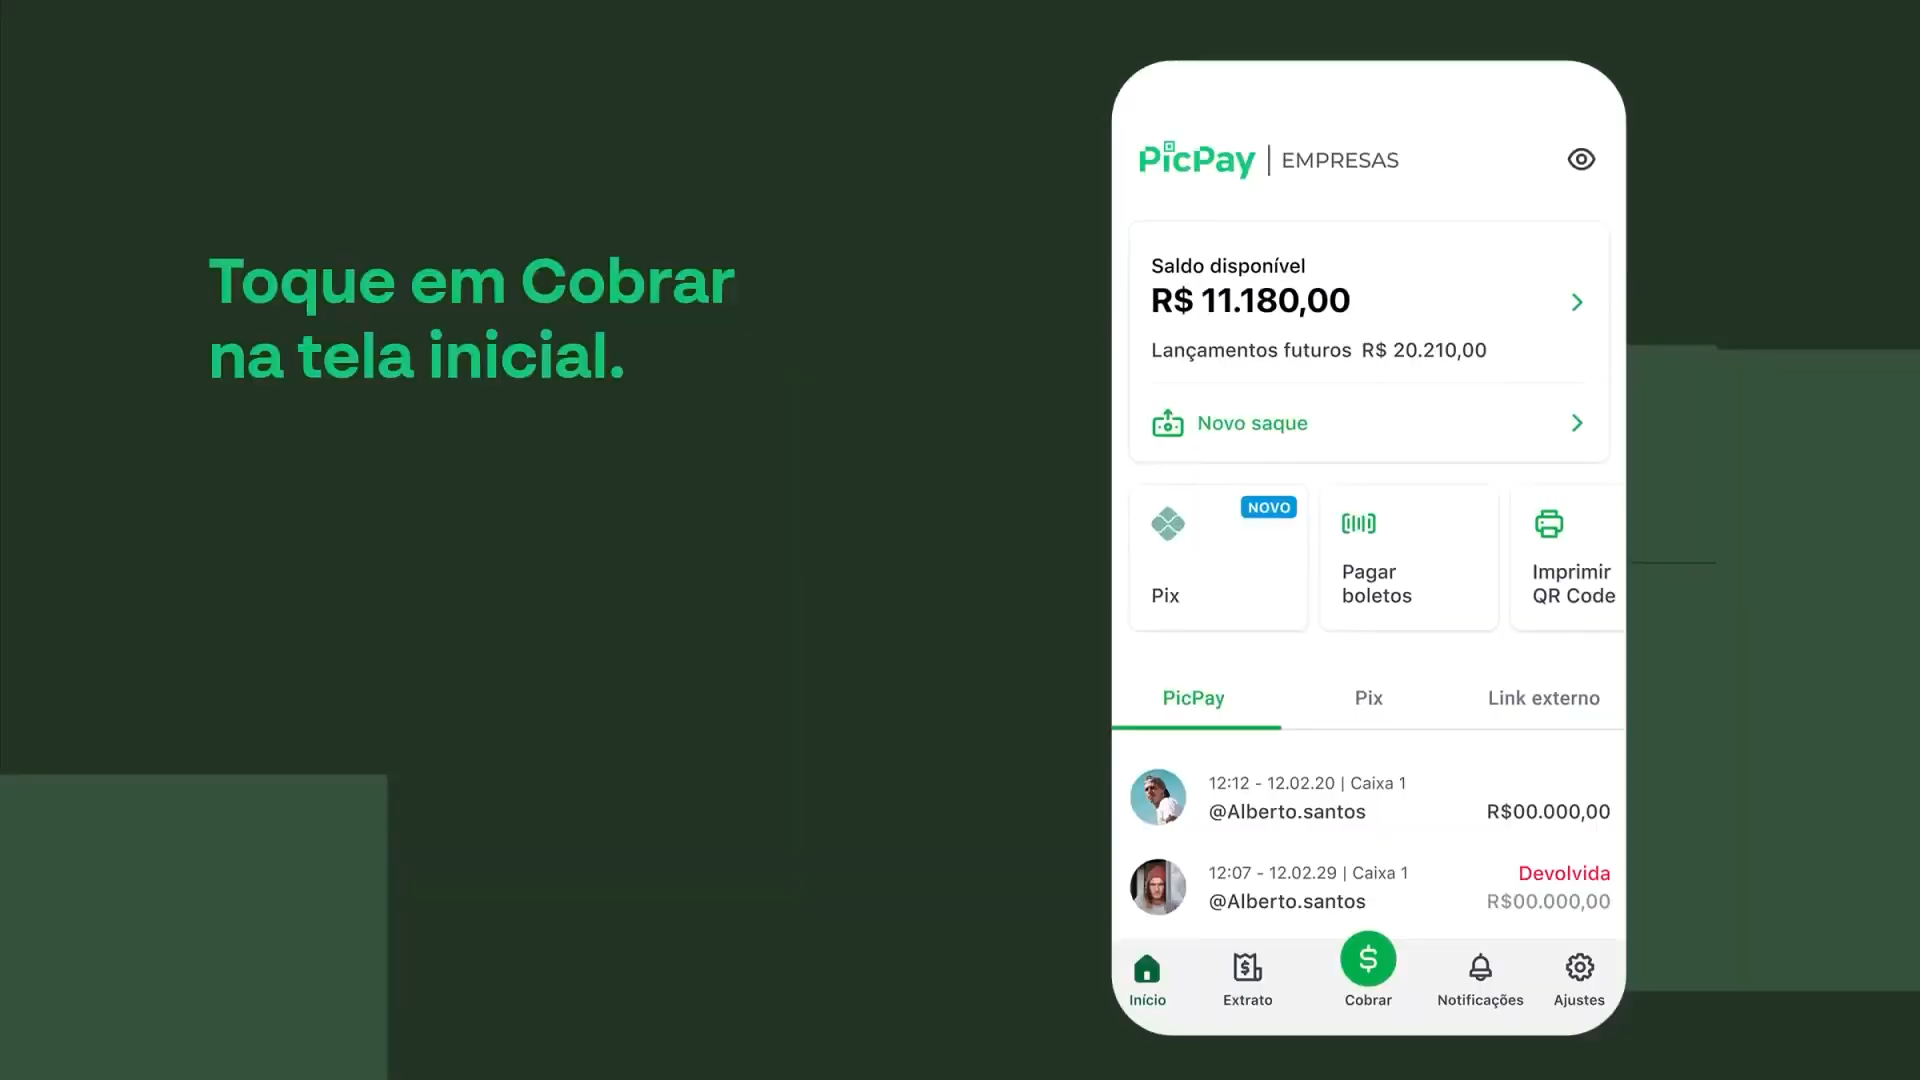 Toque em Cobrar
na tela inicial.
PicPay | EMPRESAS
Saldo disponível
R$ 11.180,00
Lançamentos futuros R$ 20.210,00
Novo saque
NOVO
Pix
Pagar
boletos
Imprimir
QR Code
PicPay
Pix
Link externo
12:12 - 12.02.20 | Caixa 1
@Alberto.santos
R$00.000,00
12:07 - 12.02.29 | Caixa 1
Devolvida
@Alberto.santos
R$00.000,00
$
Início
Extrato
Cobrar
Notificações
Ajustes